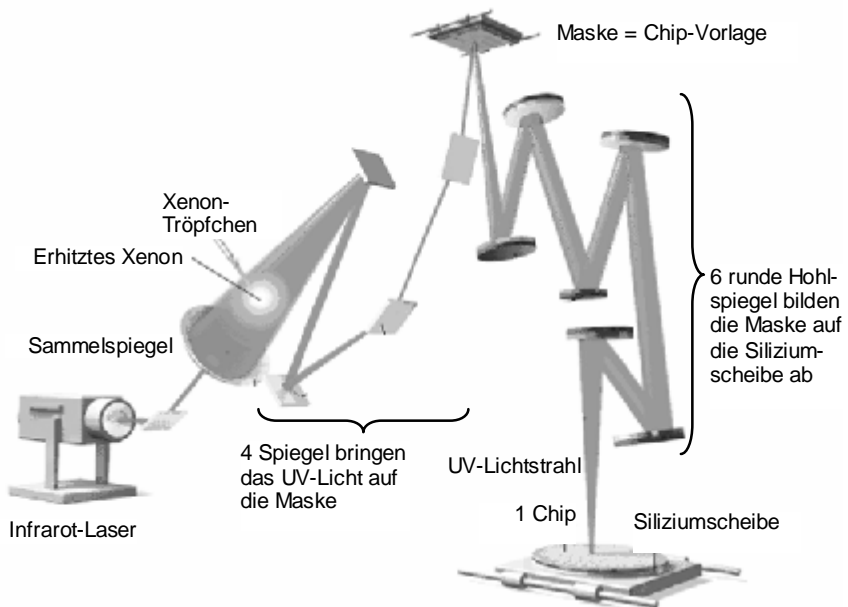 Maske = Chip-Vorlage
Xenon-
Tröpfchen
Erhitztes Xenon
Sammelspiegel
6 runde Hohl-
spiegel bilden
die Maske auf
die Silizium-
scheibe ab
4 Spiegel bringen
das UV-Licht auf
die Maske
UV-Lichtstrahl
Infrarot-Laser
1 Chip
Siliziumscheibe